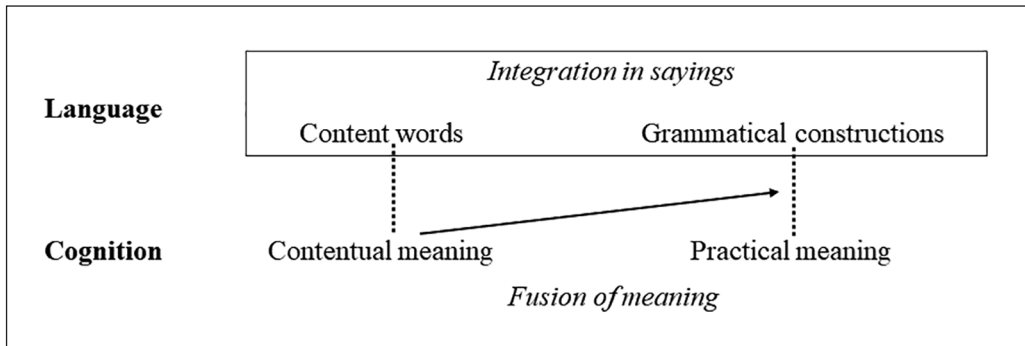 Integration in sayings
Language
Content words Grammatical constructions
Cognition Contentual meaning Practical meaning
Fusion of meaning